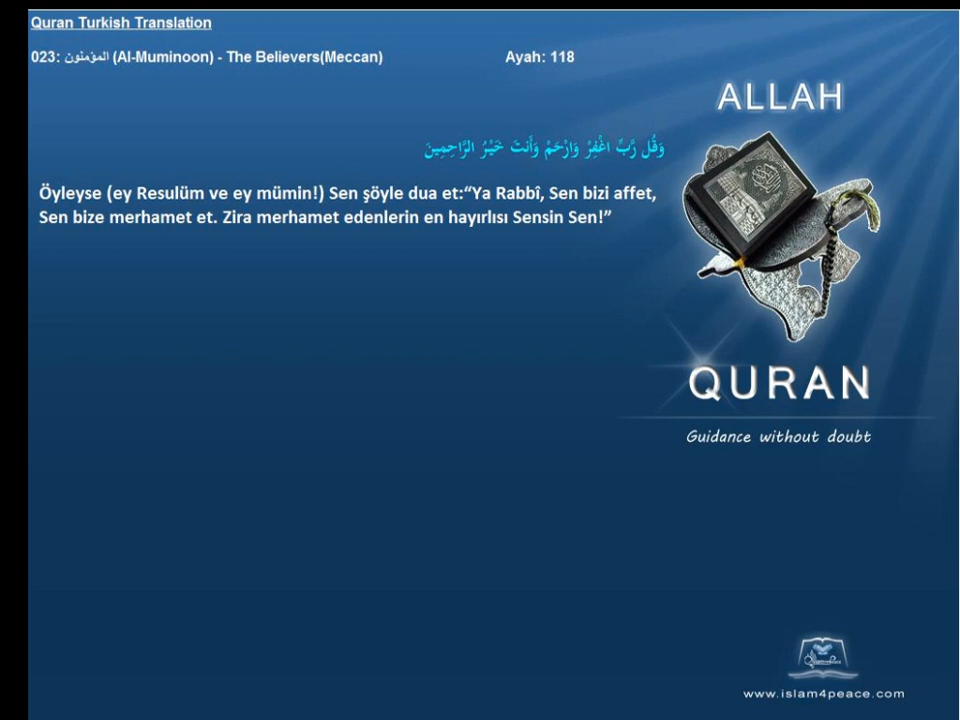 Quran Turkish Translation
023: المؤمنون (Al-Muminoon) - The Believers(Meccan) Ayah: 118
ALLAH
وَقُل رَّبِّ اغْفِرْ وَارْحَمْ وَأَنتَ خَيْرُ الرَّاحِمِينَ
Öyleyse (ey Resulüm ve ey mümin!) Sen şöyle dua et:“Ya Rabbî, Sen bizi affet,
Sen bize merhamet et. Zira merhamet edenlerin en hayırlısı Sensin Sen!”
QURAN
Guidance without doubt
www.islam4peace.com